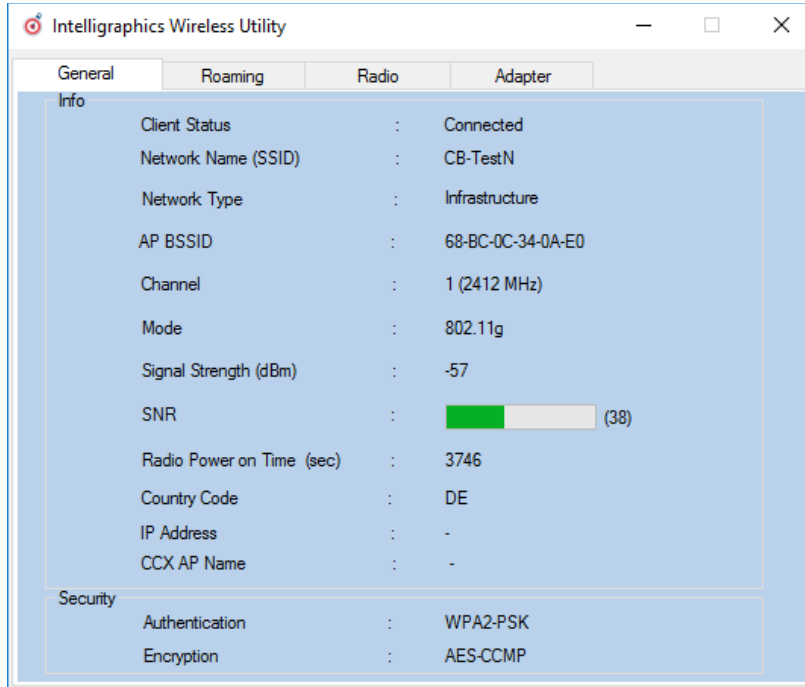 Intelligraphics Wireless Utility
General Roaming Radio Adapter
Info
Client Status : Connected
Network Name (SSID) : CB-TestN
Network Type : Infrastructure
AP BSSID : 68-BC-0C-34-0A-E0
Channel : 1 (2412 MHz)
Mode : 802.11g
Signal Strength (dBm) : -57
SNR : (38)
Radio Power on Time (sec) : 3746
Country Code : DE
IP Address : -
CCX AP Name : -
Security
Authentication : WPA2-PSK
Encryption : AES-CCMP